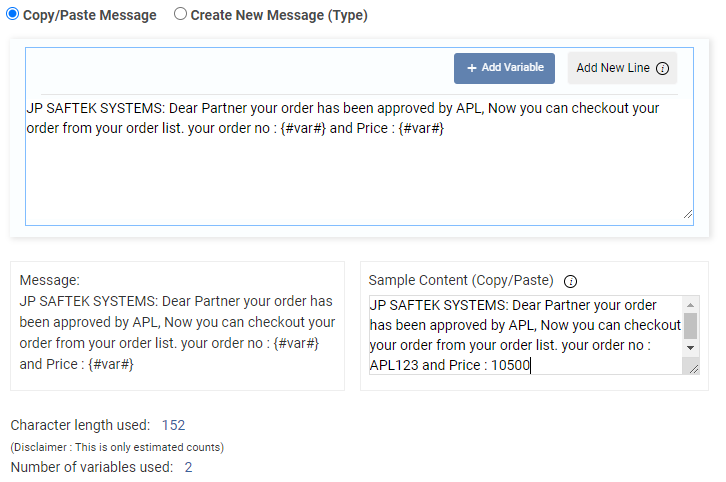 Copy/Paste Message Create New Message (Type)
+ Add Variable Add New Line
JP SAFTEK SYSTEMS: Dear Partner your order has been approved by APL, Now you can checkout your
order from your order list. your order no : {#var#} and Price : {#var#}
Message:
JP SAFTEK SYSTEMS: Dear Partner your order has
been approved by APL, Now you can checkout your
order from your order list. your order no : {#var#}
and Price : {#var#}
Sample Content (Copy/Paste)
JP SAFTEK SYSTEMS: Dear Partner your order
has been approved by APL, Now you can checkout
your order from your order list. your order no :
APL123 and Price : 10500
Character length used: 152
(Disclaimer : This is only estimated counts)
Number of variables used: 2